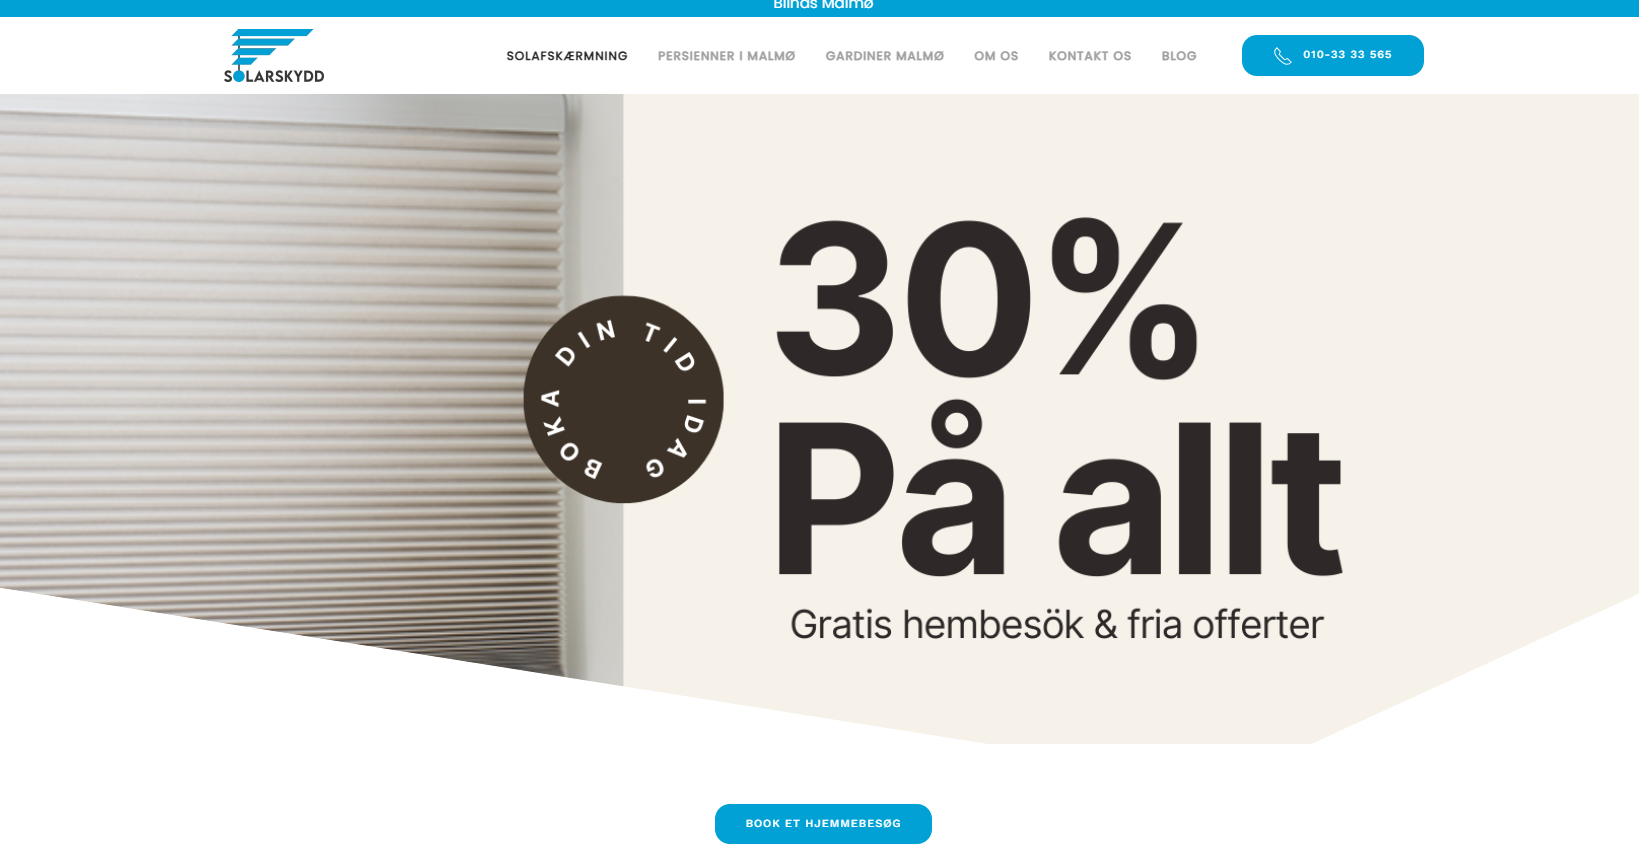 Blinds Malmø
SOLARSKYDD
SOLAFSKÆRMNING
PERSIENNER I MALMØ
GARDINER MALMØ
OM OS
KONTAKT OS
BLOG
010-33 33 565
BOKA DIN TID IDAG
30%
På allt
Gratis hembesök & fria offerter
BOOK ET HJEMMEBESØG